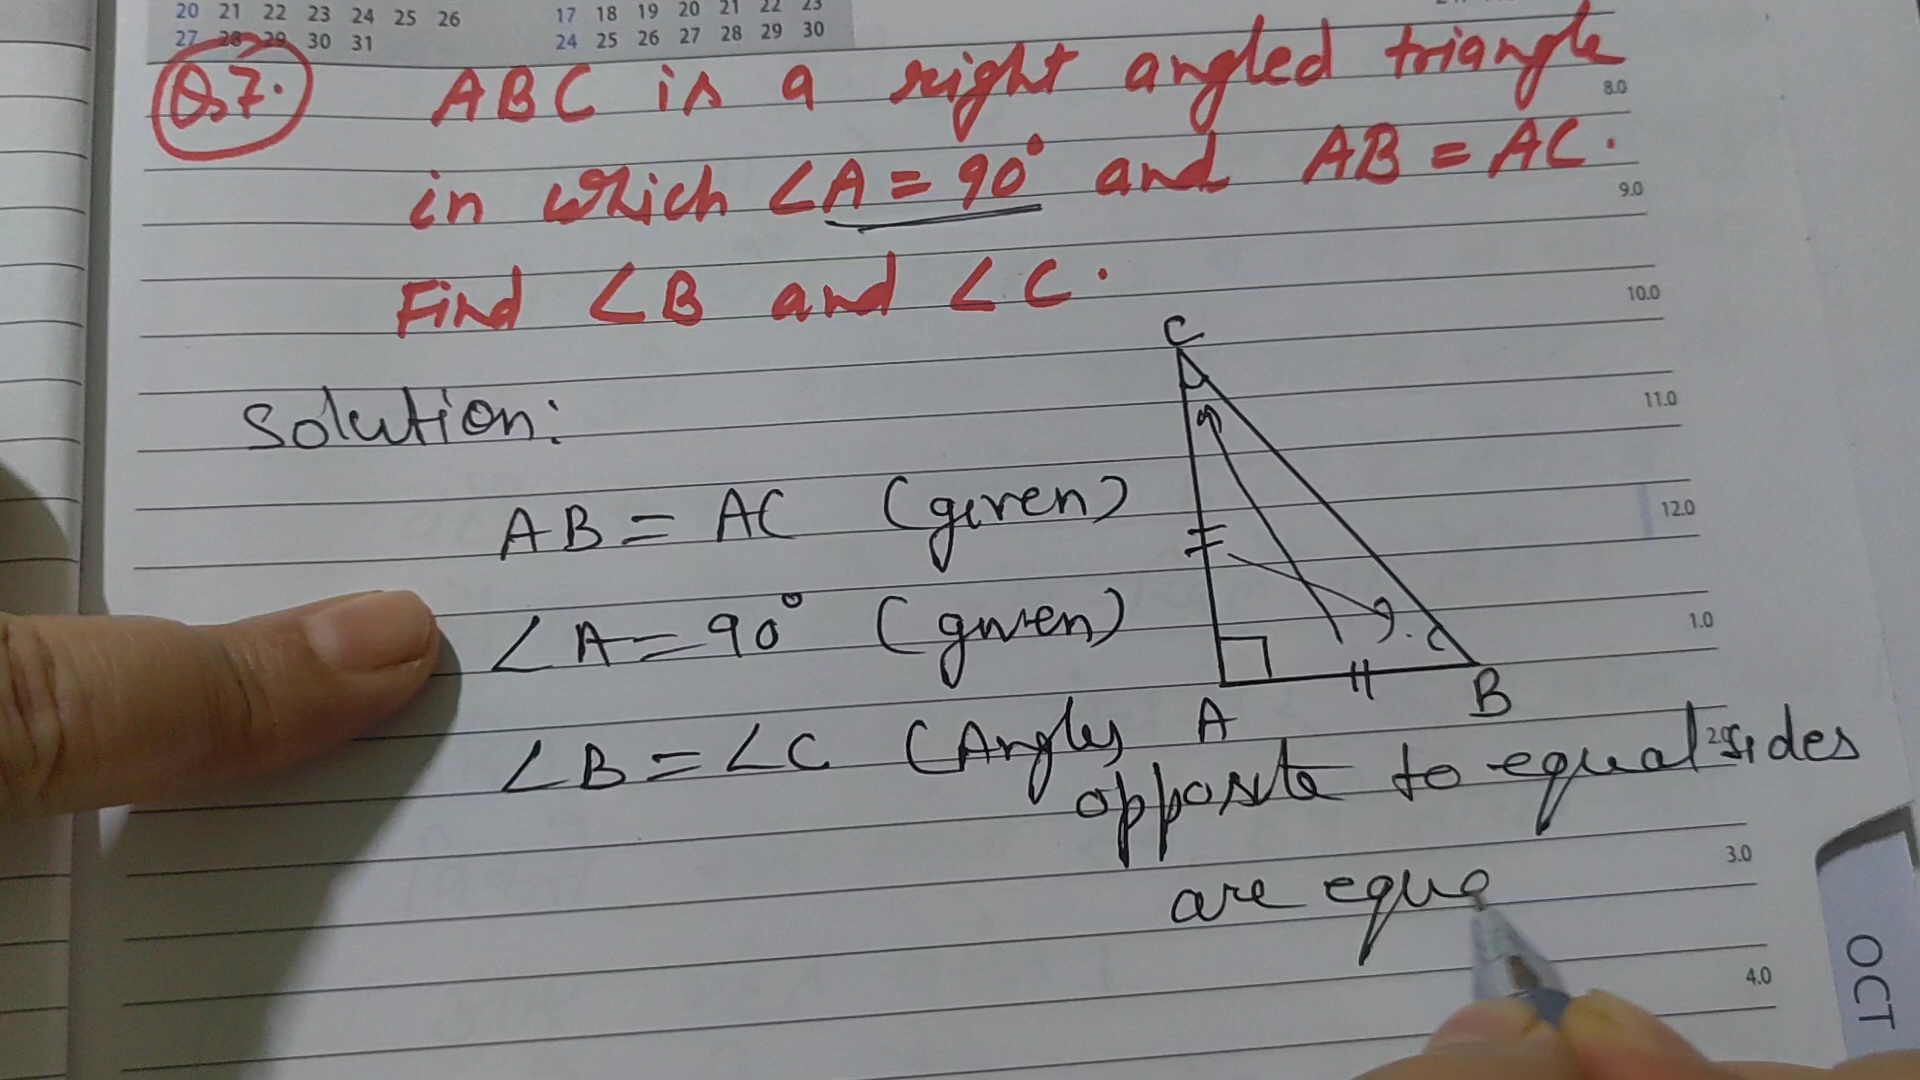 20 21 22 23 24 25 26
27 28 29 30 31
17 18 19 20 21 22 23
24 25 26 27 28 29 30
Q.7. ABC is a right angled triangle
8.0
in which ∠A = 90° and AB = AC.
9.0
Find ∠B and ∠C.
10.0
C
11.0
Solution:
AB = AC (given)
12.0
∠A = 90° (given)
1.0
A B
∠B = ∠C (Angles
opposite to equal sides
are equa
3.0
4.0
OCT